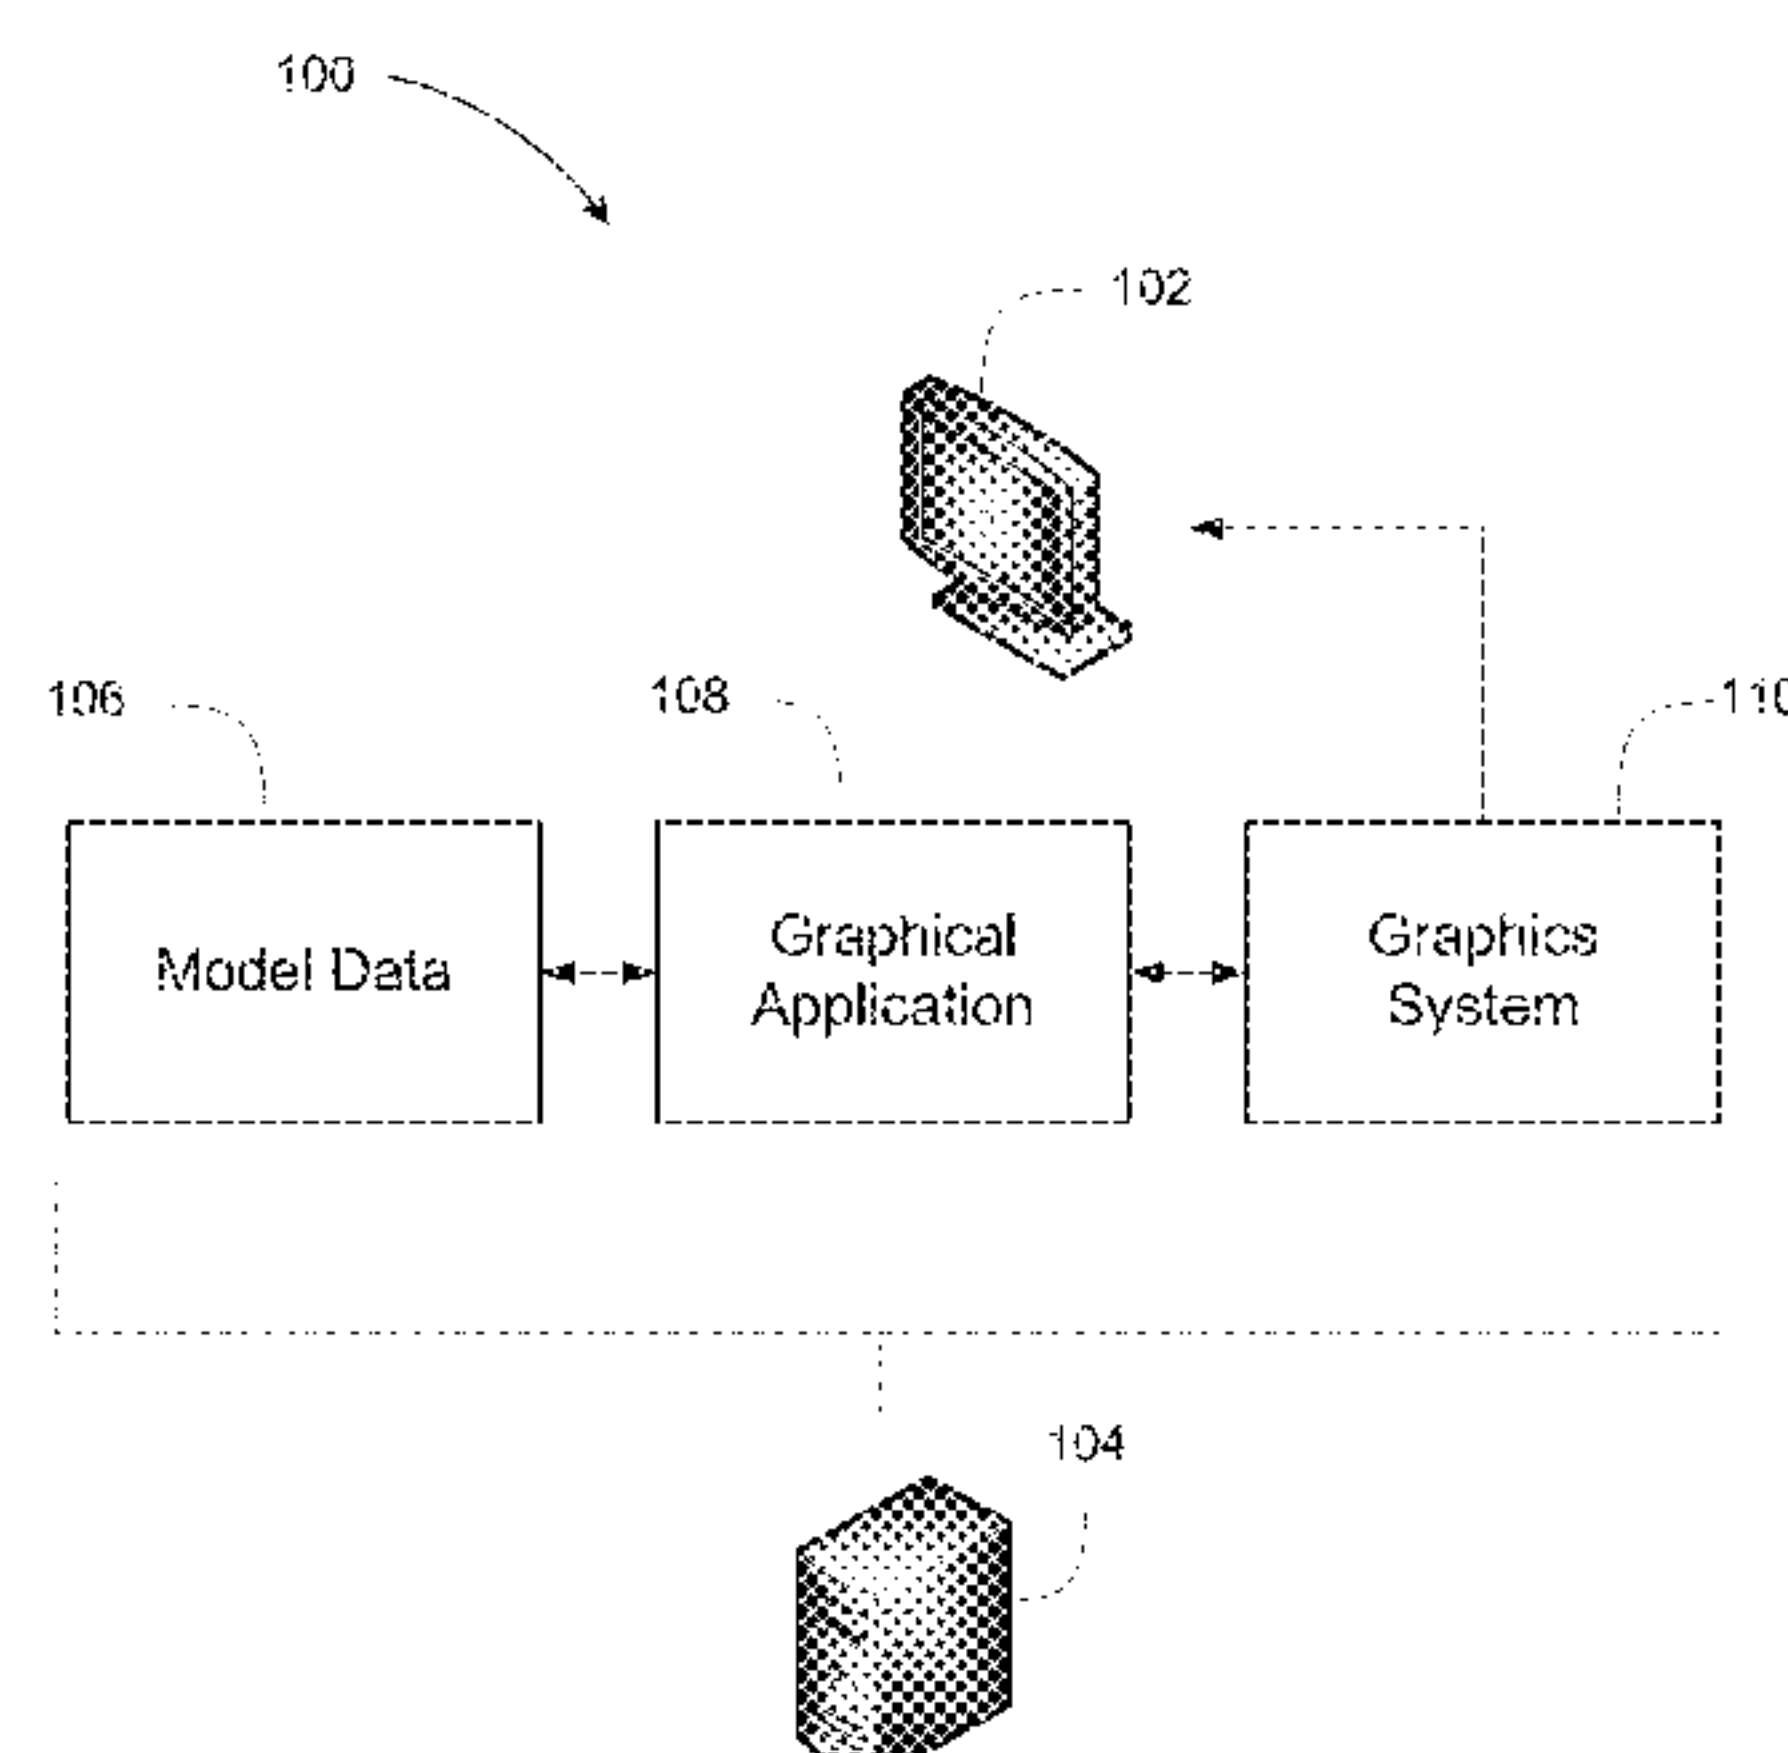 100
102
106
108
110
Model Data
Graphical
Application
Graphics
System
104